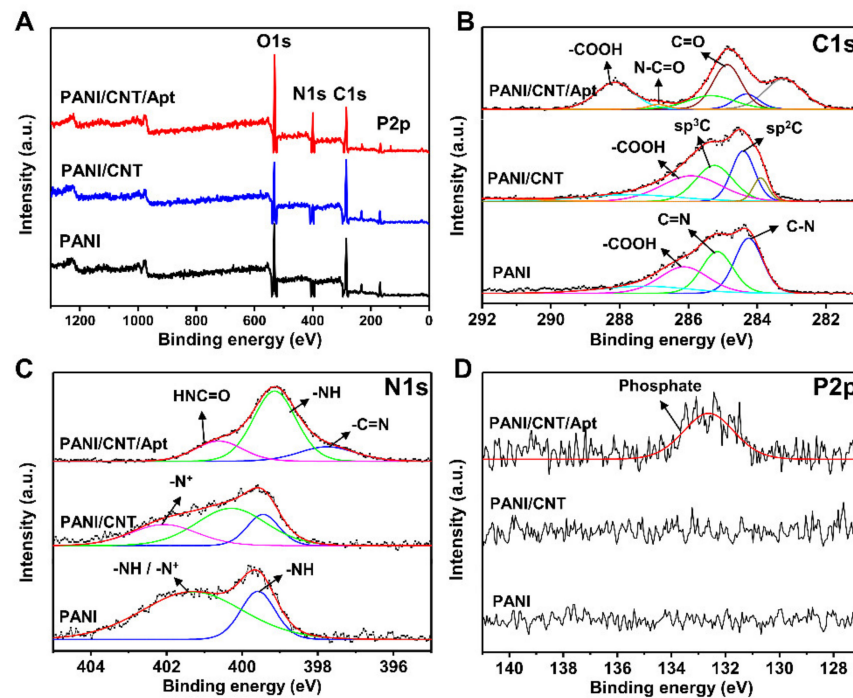 A
O1s
N1s C1s
P2p
PANI/CNT/Apt
PANI/CNT
PANI
Intensity (a.u.)
1200 1000 800 600 400 200 0
Binding energy (eV)
B
C1s
-COOH
N-C=O
C=O
PANI/CNT/Apt
-COOH
sp³C
sp²C
PANI/CNT
-COOH
C=N
C-N
PANI
Intensity (a.u.)
292 290 288 286 284 282
Binding energy (eV)
C
N1s
HNC=O
-NH
-C=N
PANI/CNT/Apt
-N⁺
PANI/CNT
-NH / -N⁺
-NH
PANI
Intensity (a.u.)
404 402 400 398 396
Binding energy (eV)
D
P2p
Phosphate
PANI/CNT/Apt
PANI/CNT
PANI
Intensity (a.u.)
140 138 136 134 132 130 128
Binding energy (eV)